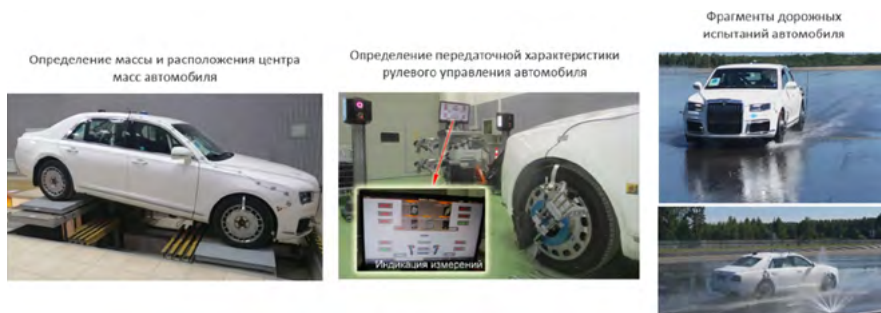 Определение массы и расположения центра
масс автомобиля
Определение передаточной характеристики
рулевого управления автомобиля
Индикация измерений
Фрагменты дорожных
испытаний автомобиля